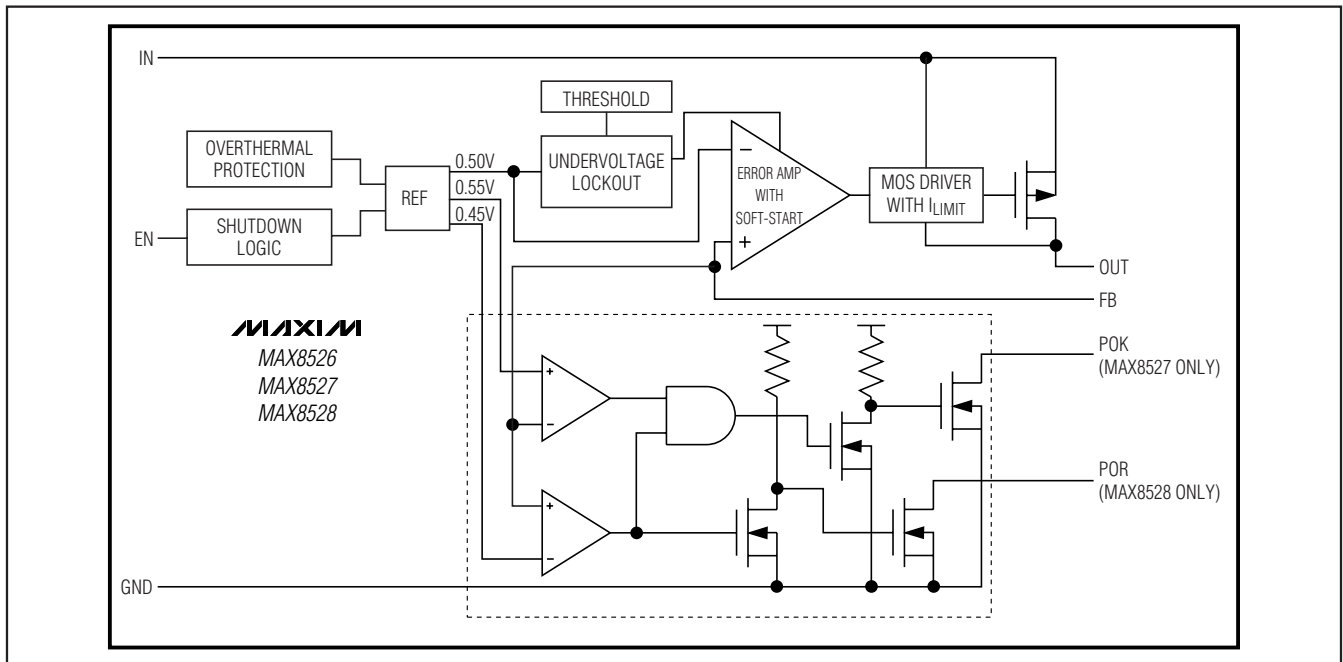 IN
THRESHOLD
OVERTHERMAL
PROTECTION
UNDERVOLTAGE
LOCKOUT
REF
0.50V
0.55V
0.45V
−
ERROR AMP
WITH
SOFT-START
+
MOS DRIVER
WITH ILIMIT
EN
SHUTDOWN
LOGIC
OUT
FB
MAXIM
MAX8526
MAX8527
MAX8528
+
−
POK
(MAX8527 ONLY)
+
−
POR
(MAX8528 ONLY)
GND